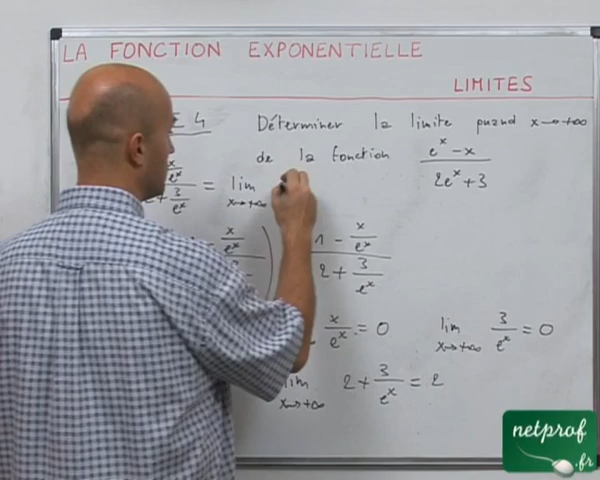 LA FONCTION EXPONENTIELLE
LIMITES
4 Déterminer la limite quand x→+∞
de la fonction (e^x - x)/(2e^x + 3)
x/e^x
+ 3/e^x = lim x→+∞
x/e^x ) (1 - x/e^x)/(2 + 3/e^x)
x/e^x = 0 lim x→+∞ 3/e^x = 0
lim x→+∞ 2 + 3/e^x = 2
netprof
.fr